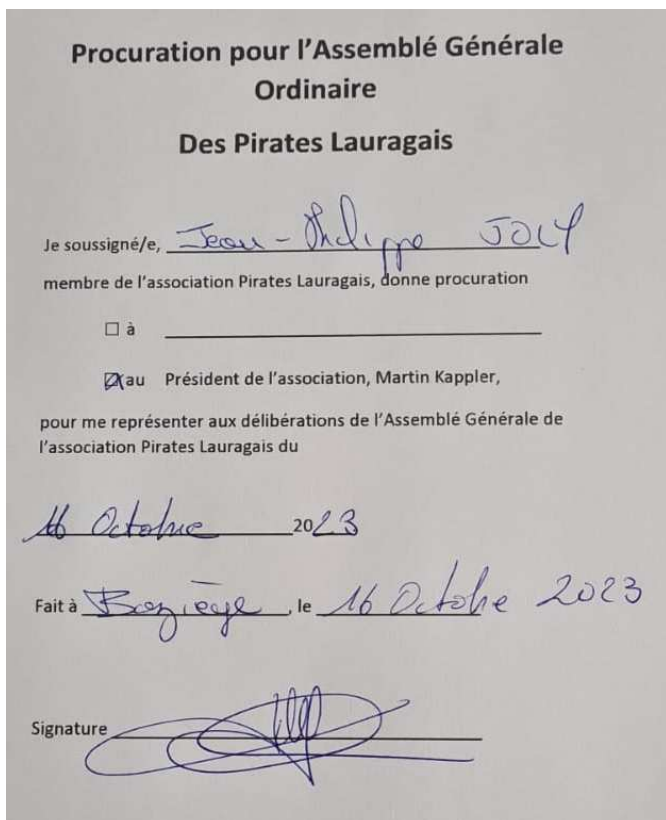 Procuration pour l'Assemblé Générale
Ordinaire
Des Pirates Lauragais
Je soussigné/e, Jean-Philippe JOLY
membre de l'association Pirates Lauragais, donne procuration
☐ à
☒ au Président de l'association, Martin Kappler,
pour me représenter aux délibérations de l'Assemblé Générale de
l'association Pirates Lauragais du
16 Octobre 2023
Fait à Baziège, le 16 Octobre 2023
Signature